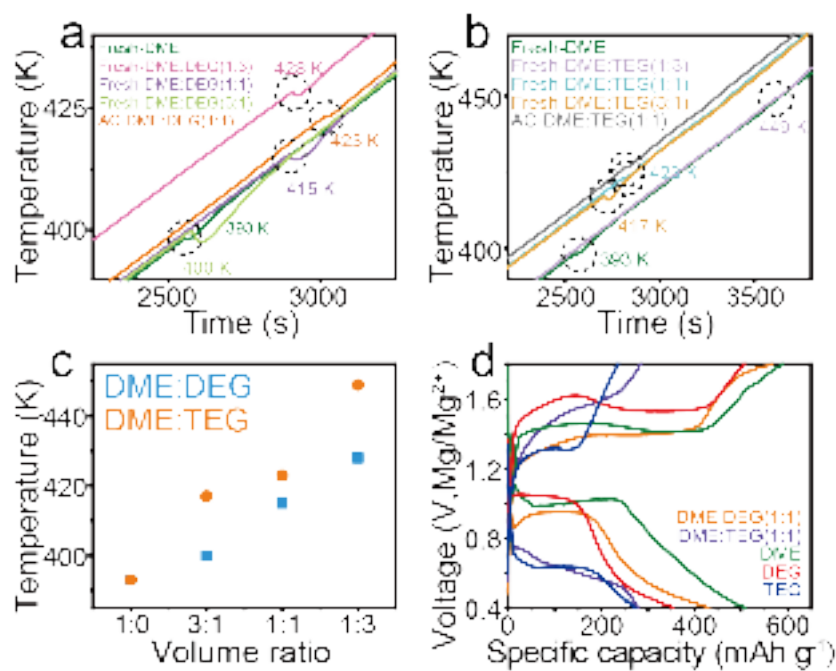 a
Fresh-DME
Fresh-DME:DEG(1:3)
Fresh-DME:DEG(1:1)
Fresh-DME:DEG(3:1)
AC-DME:DEG(1:1)
428 K
423 K
415 K
393 K
400 K
Temperature (K)
425
400
2500
3000
Time (s)
b
Fresh-DME
Fresh-DME:TEG(1:3)
Fresh-DME:TEG(1:1)
Fresh-DME:TEG(3:1)
AC-DME:TEG(1:1)
449 K
423 K
417 K
393 K
Temperature (K)
450
400
2500
3000
3500
Time (s)
c
DME:DEG
DME:TEG
Temperature (K)
440
420
400
1:0
3:1
1:1
1:3
Volume ratio
d
Voltage (V.Mg/Mg²⁺)
1.6
1.2
0.8
0.4
DME:DEG(1:1)
DME:TEG(1:1)
DME
DEG
TEG
0
200
400
600
Specific capacity (mAh g⁻¹)